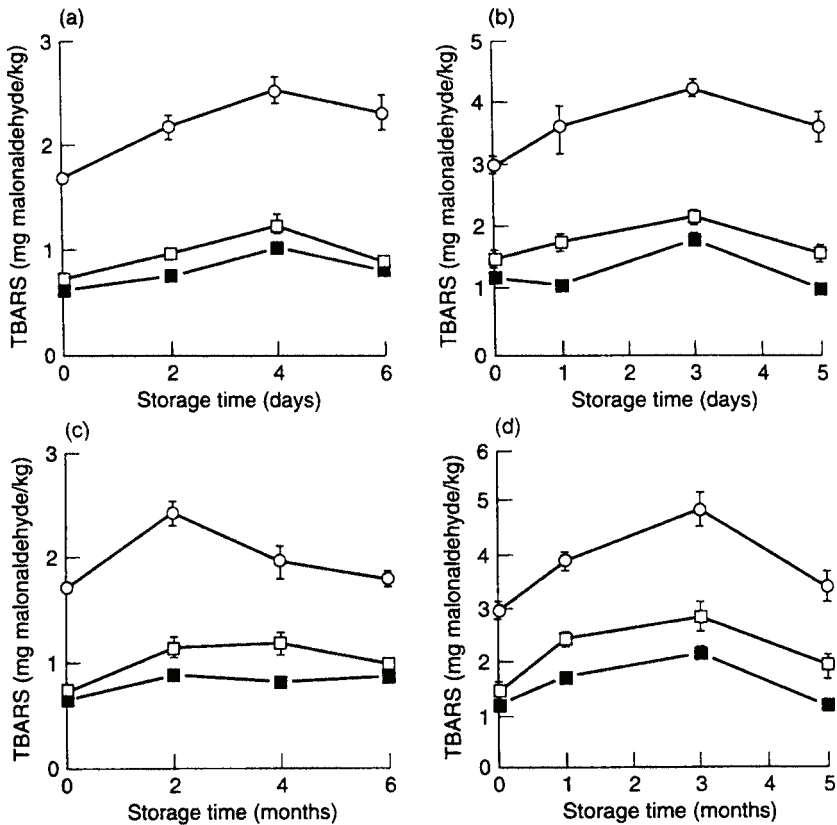 (a)
3
2
1
0
TBARS (mg malonaldehyde/kg)
0 2 4 6
Storage time (days)
(b)
5
4
3
2
1
0
TBARS (mg malonaldehyde/kg)
0 1 2 3 4 5
Storage time (days)
(c)
3
2
1
0
TBARS (mg malonaldehyde/kg)
0 2 4 6
Storage time (months)
(d)
6
5
4
3
2
1
0
TBARS (mg malonaldehyde/kg)
0 1 2 3 4 5
Storage time (months)